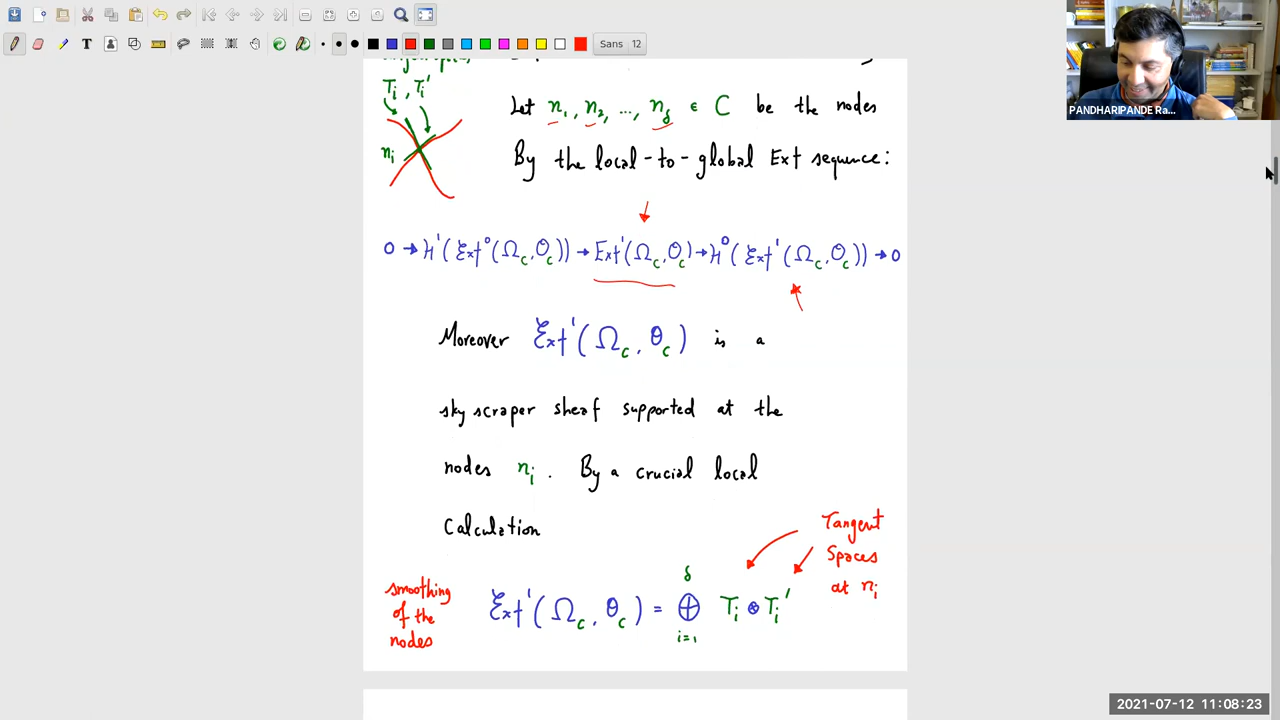 Sans 12
PANDHARIPANDE Ra...
Ti , Ti'
ni
Let n1, n2, ..., nδ ∈ C be the nodes
By the local-to-global Ext sequence:
0 → H¹(Ext⁰(Ω_C, O_C)) → Ext¹(Ω_C, O_C) → H⁰(Ext¹(Ω_C, O_C)) → 0
Moreover Ext¹(Ω_C, O_C) is a
sky scraper sheaf supported at the
nodes ni. By a crucial local
Calculation
Tangent
Spaces
at ni
smoothing
of the
nodes
Ext¹(Ω_C, O_C) = ⊕_{i=1}^{δ} Ti ⊗ Ti'
2021-07-12 11:08:23